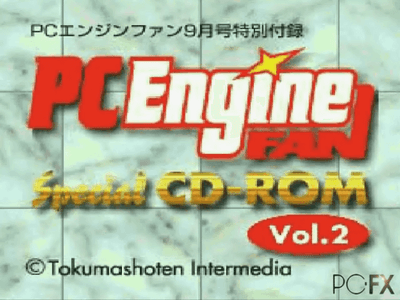 PCエンジンファン9月号特別付録
PC Engine
FAN
Special CD-ROM
Vol.2
©Tokumashoten Intermedia
PC-FX